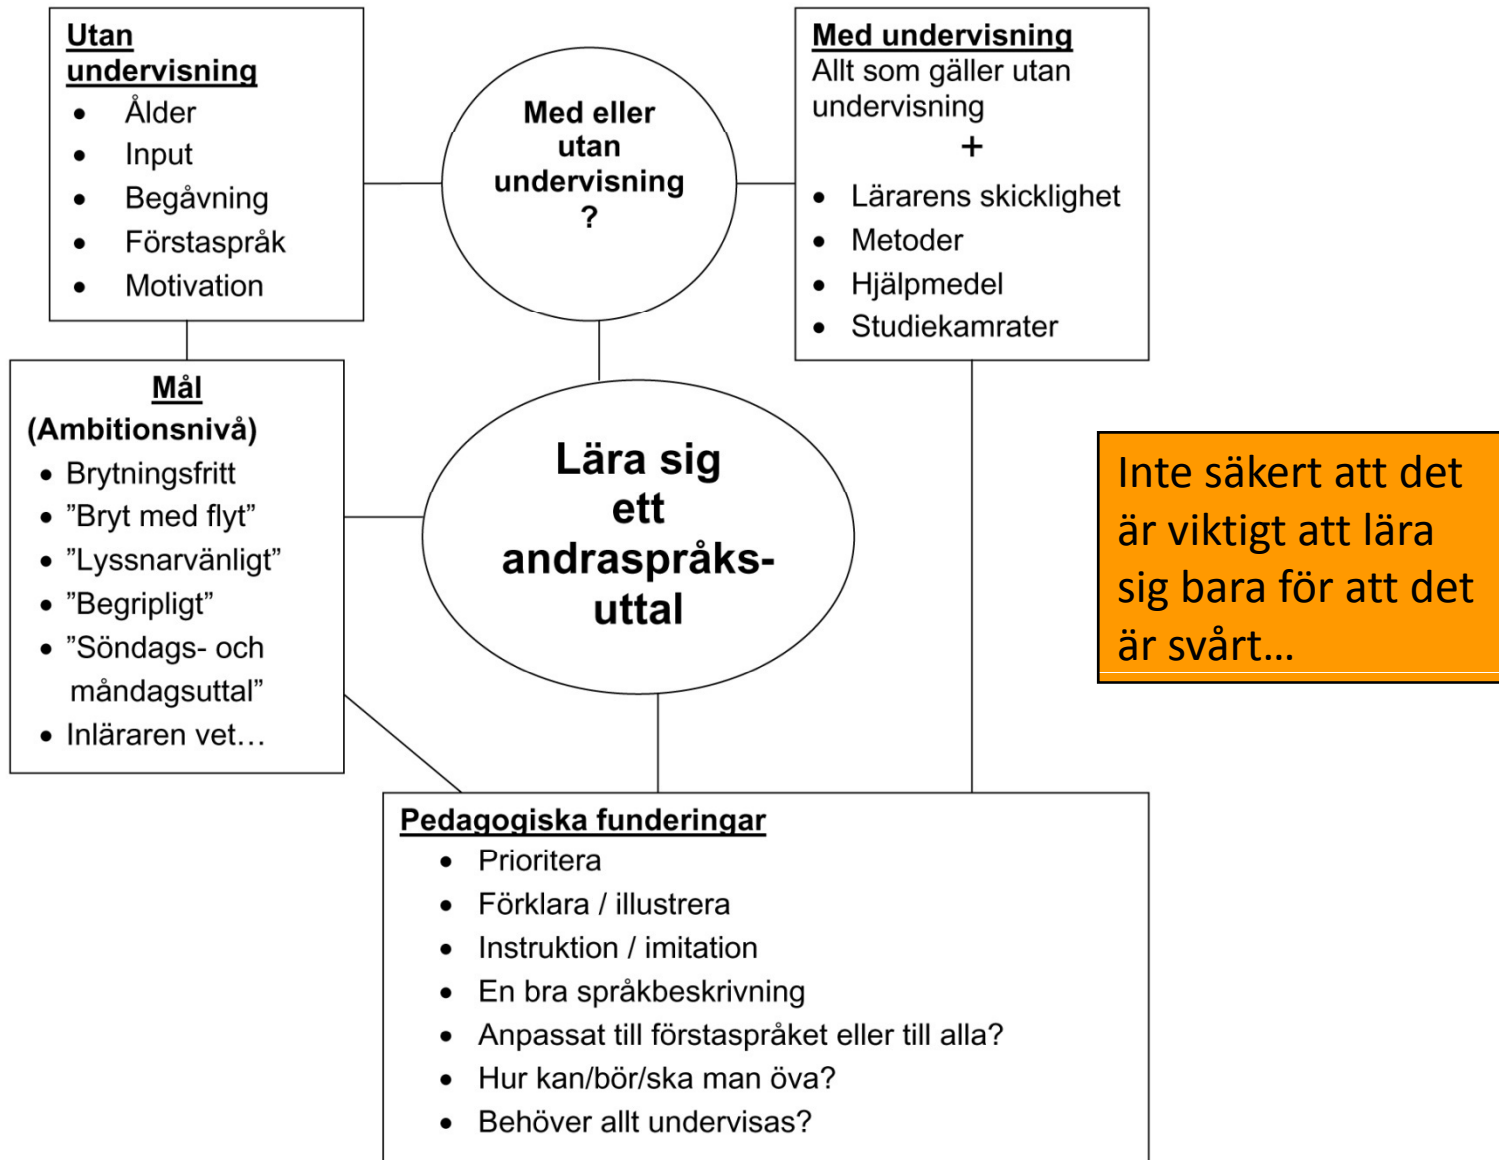 Utan
undervisning
• Ålder
• Input
• Begåvning
• Förstaspråk
• Motivation
Med eller
utan
undervisning
?
Med undervisning
Allt som gäller utan
undervisning
+
• Lärarens skicklighet
• Metoder
• Hjälpmedel
• Studiekamrater
Mål
(Ambitionsnivå)
• Brytningsfritt
• ”Bryt med flyt”
• ”Lyssnarvänligt”
• ”Begripligt”
• ”Söndags- och
måndagsuttal”
• Inläraren vet…
Lära sig
ett
andraspråks-
uttal
Inte säkert att det
är viktigt att lära
sig bara för att det
är svårt…
Pedagogiska funderingar
• Prioritera
• Förklara / illustrera
• Instruktion / imitation
• En bra språkbeskrivning
• Anpassat till förstaspråket eller till alla?
• Hur kan/bör/ska man öva?
• Behöver allt undervisas?